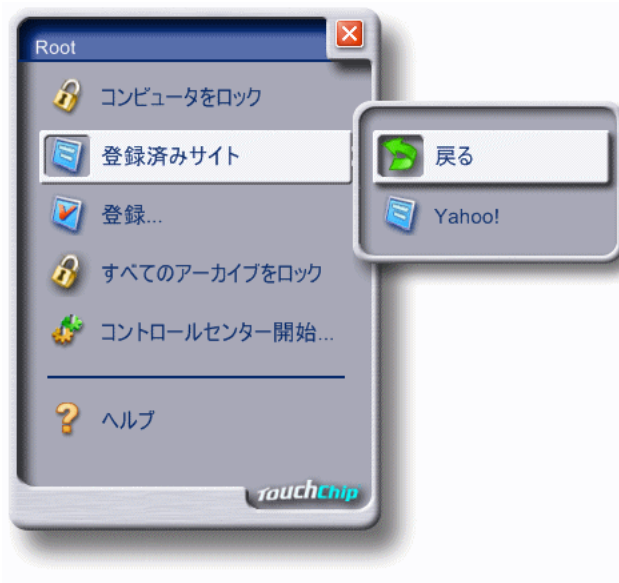 Root
コンピュータをロック
登録済みサイト
戻る
登録...
Yahoo!
すべてのアーカイブをロック
コントロールセンター開始...
ヘルプ
TouchChip